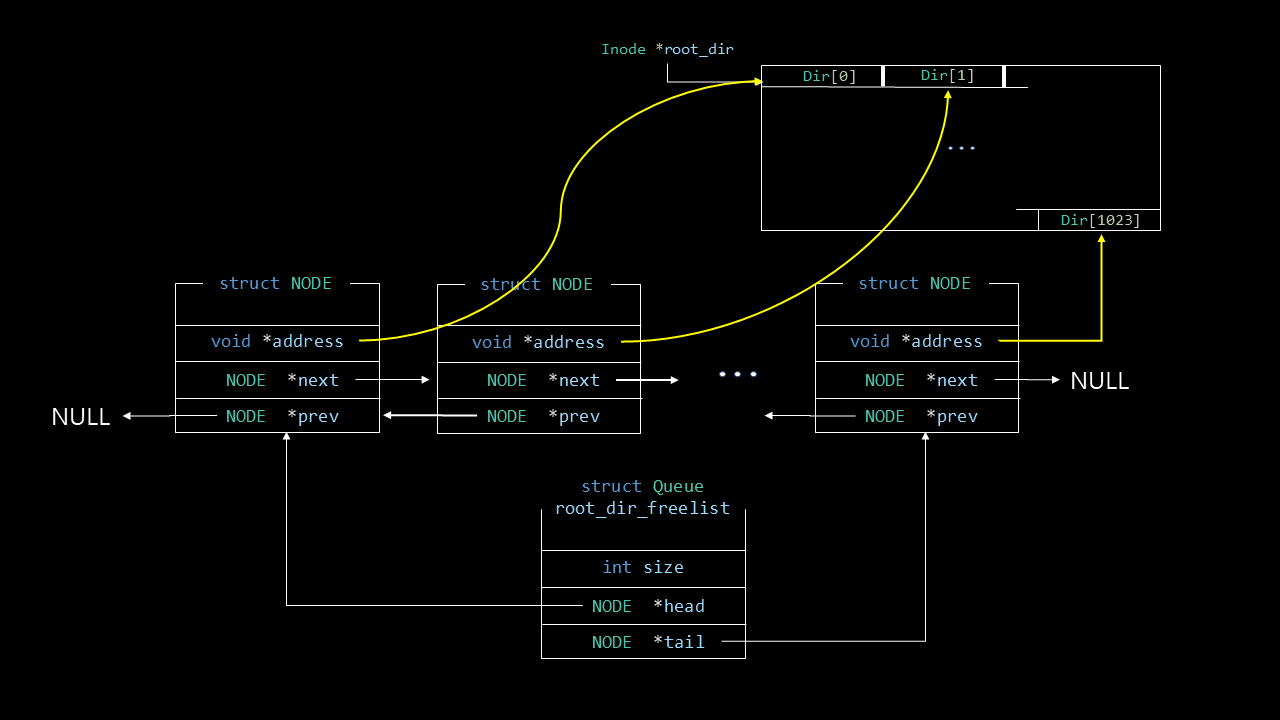 Inode *root_dir
Dir[0] Dir[1]
...
Dir[1023]
struct NODE
void *address
NODE *next
NODE *prev
NULL
struct NODE
void *address
NODE *next
NODE *prev
...
struct NODE
void *address
NODE *next
NODE *prev
NULL
struct Queue
root_dir_freelist
int size
NODE *head
NODE *tail